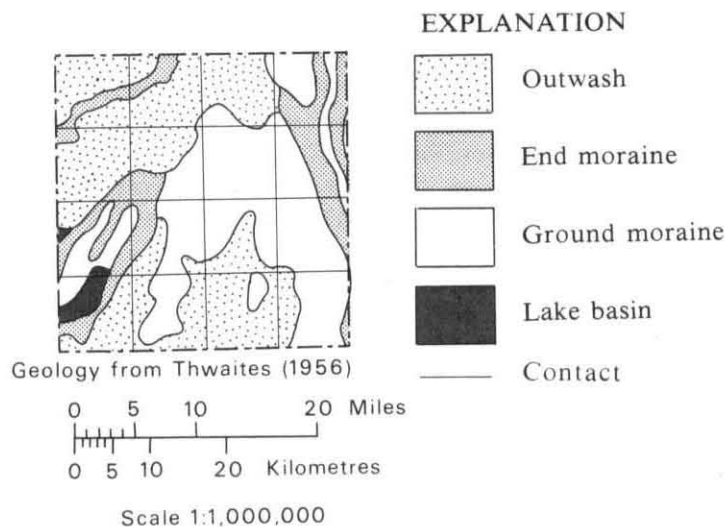 EXPLANATION
Outwash
End moraine
Ground moraine
Lake basin
Contact
Geology from Thwaites (1956)
0 5 10 20 Miles
0 5 10 20 Kilometres
Scale 1:1,000,000